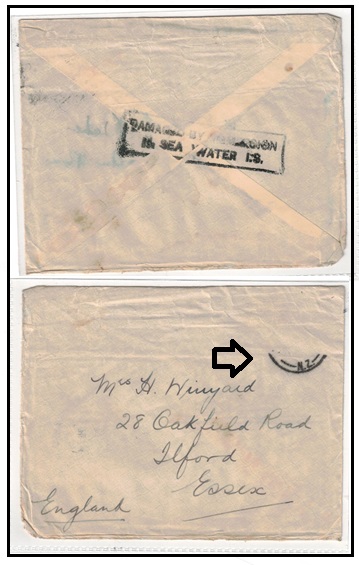 DAMAGED BY IMMERSION
IN SEA WATER I.S.
N.Z.
Mrs H. Winyard
28 Oakfield Road
Ilford
Essex
England